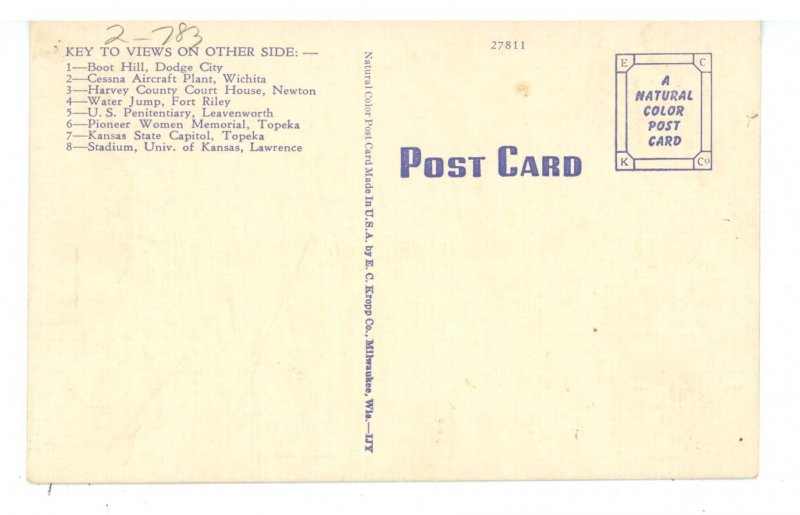 2-783
KEY TO VIEWS ON OTHER SIDE: —
1—Boot Hill, Dodge City
2—Cessna Aircraft Plant, Wichita
3—Harvey County Court House, Newton
4—Water Jump, Fort Riley
5—U. S. Penitentiary, Leavenworth
6—Pioneer Women Memorial, Topeka
7—Kansas State Capitol, Topeka
8—Stadium, Univ. of Kansas, Lawrence
Natural Color Post Card Made In U.S.A. by E. C. Kropp Co., Milwaukee, Wis.—IJY
27811
POST CARD
E C
A
NATURAL
COLOR
POST
CARD
K Co